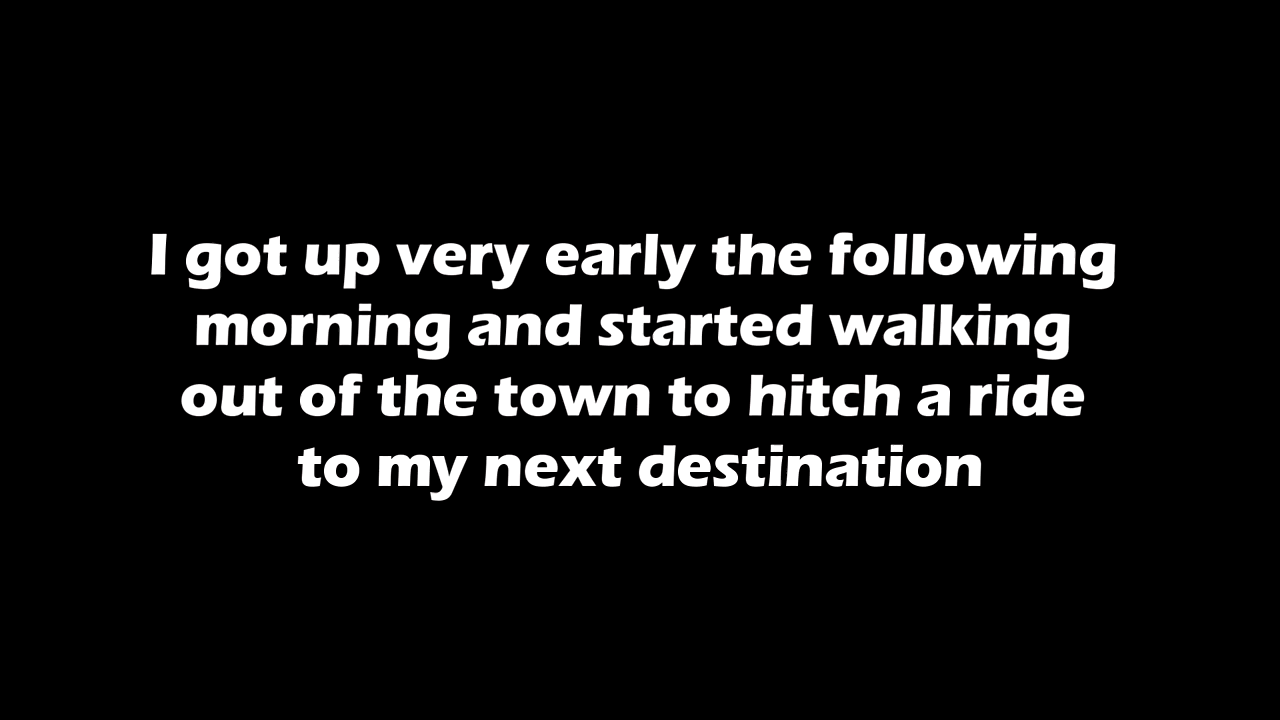 I got up very early the following
morning and started walking
out of the town to hitch a ride
to my next destination